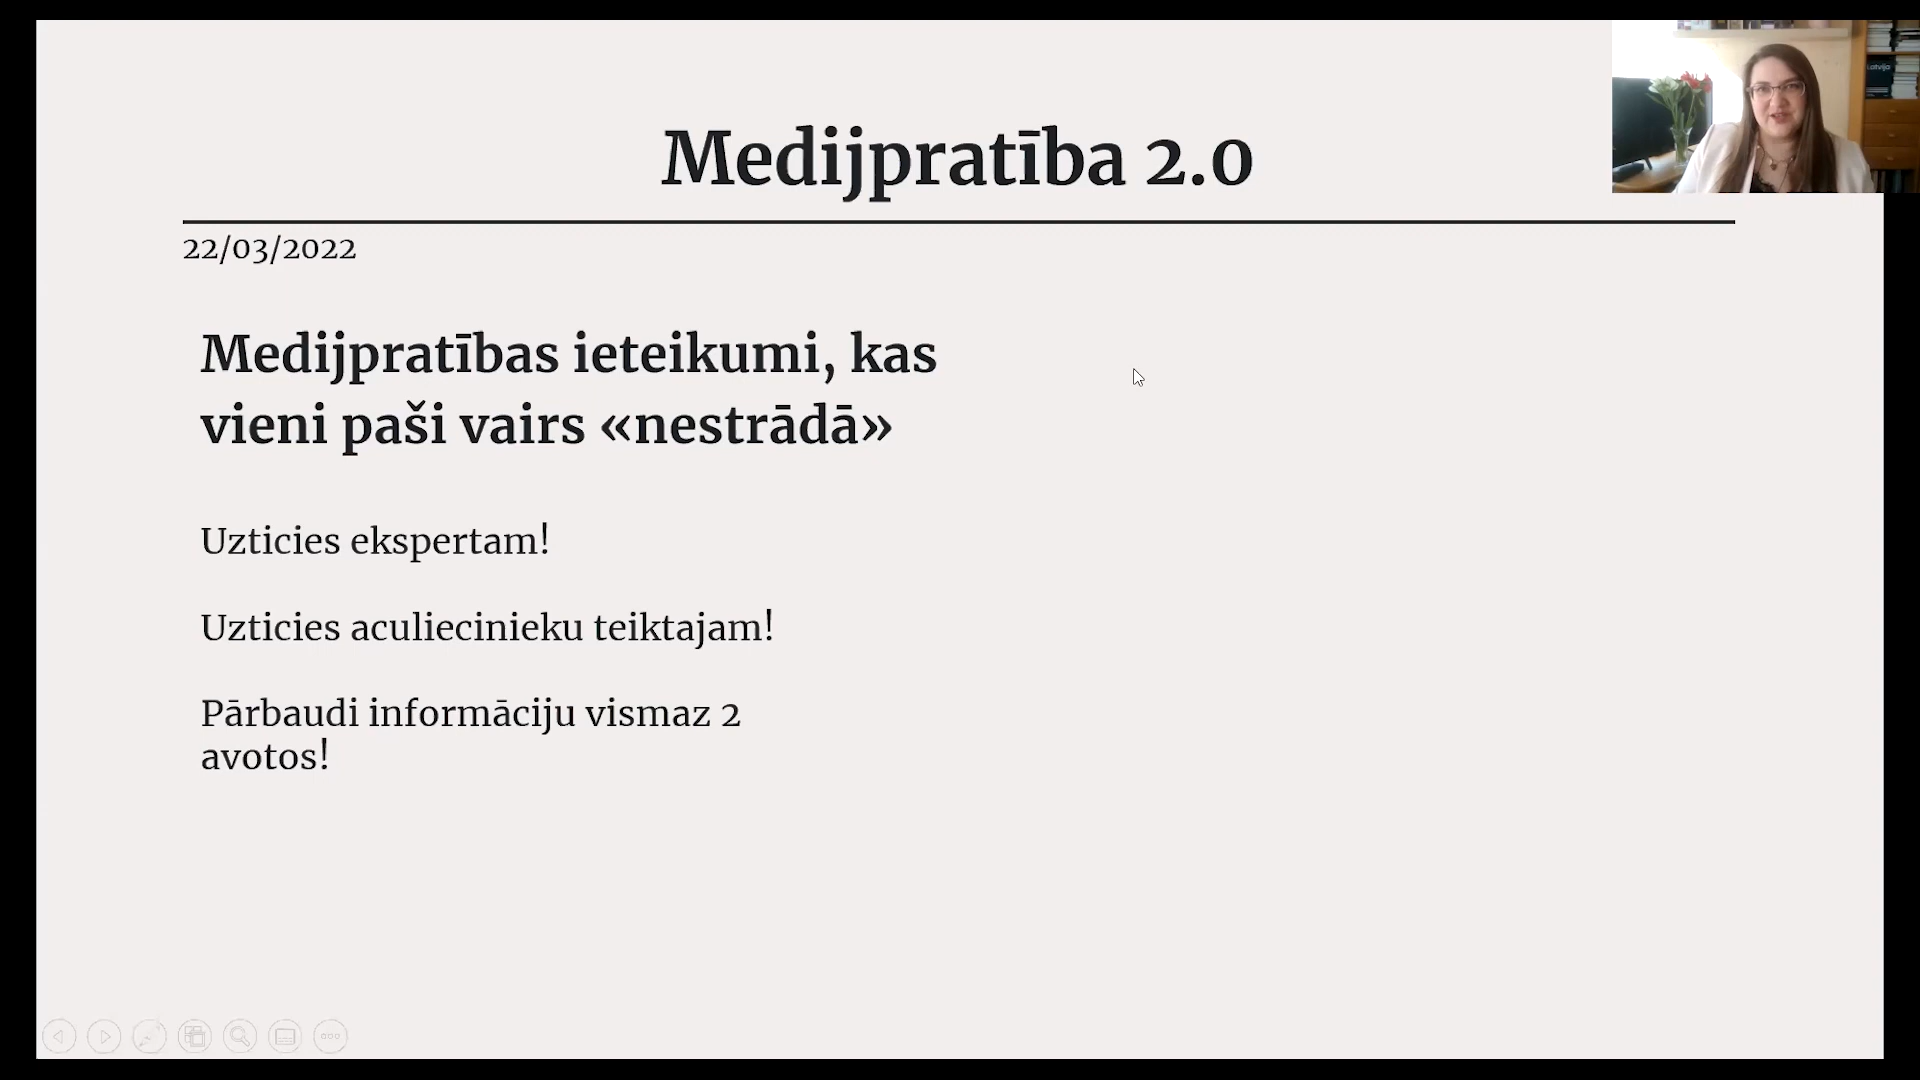 Medijpratība 2.0
22/03/2022
Medijpratības ieteikumi, kas
vieni paši vairs «nestrādā»
Uzticies ekspertam!
Uzticies aculiecinieku teiktajam!
Pārbaudi informāciju vismaz 2
avotos!
Latvija